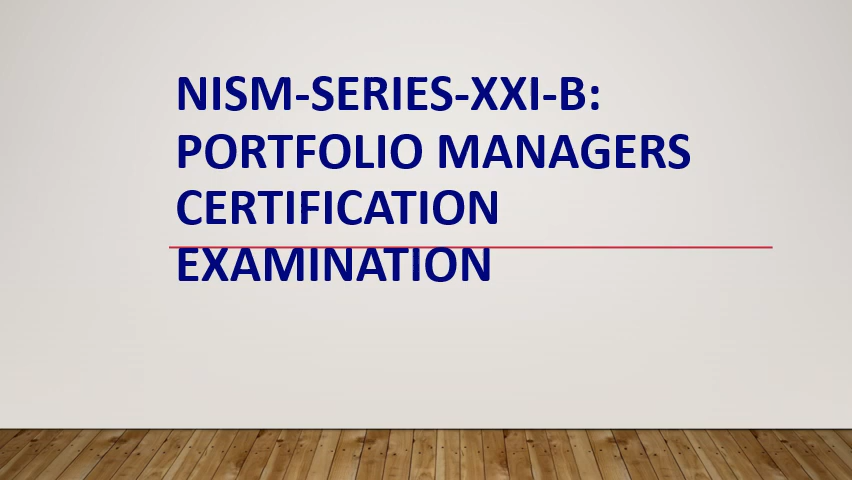 NISM-SERIES-XXI-B:
PORTFOLIO MANAGERS
CERTIFICATION
EXAMINATION